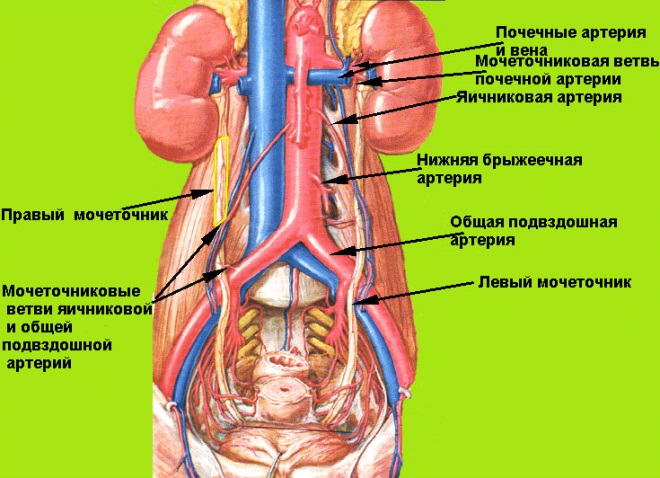 Почечные артерия
и вена
Мочеточниковая ветвь
почечной артерии
Яичниковая артерия
Нижняя брыжеечная
артерия
Правый мочеточник
Общая подвздошная
артерия
Левый мочеточник
Мочеточниковые
ветви яичниковой
и общей
подвздошной
артерий